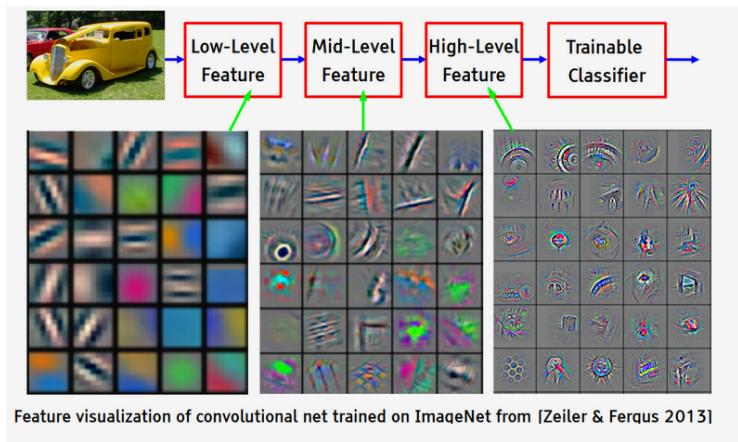 Low-Level
Feature
Mid-Level
Feature
High-Level
Feature
Trainable
Classifier
Feature visualization of convolutional net trained on ImageNet from [Zeiler & Fergus 2013]